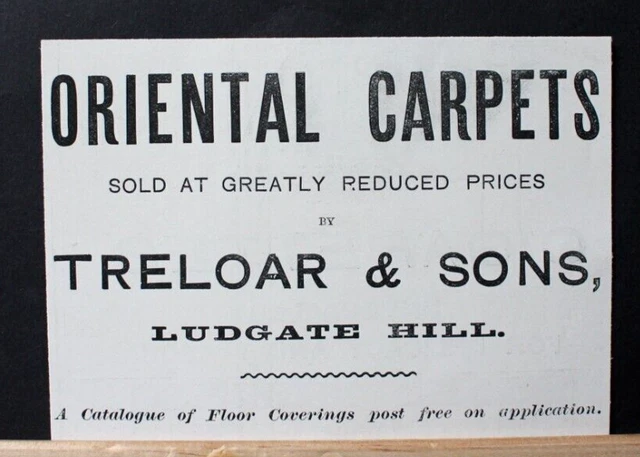 ORIENTAL CARPETS
SOLD AT GREATLY REDUCED PRICES
BY
TRELOAR & SONS,
LUDGATE HILL.
A Catalogue of Floor Coverings post free on application.